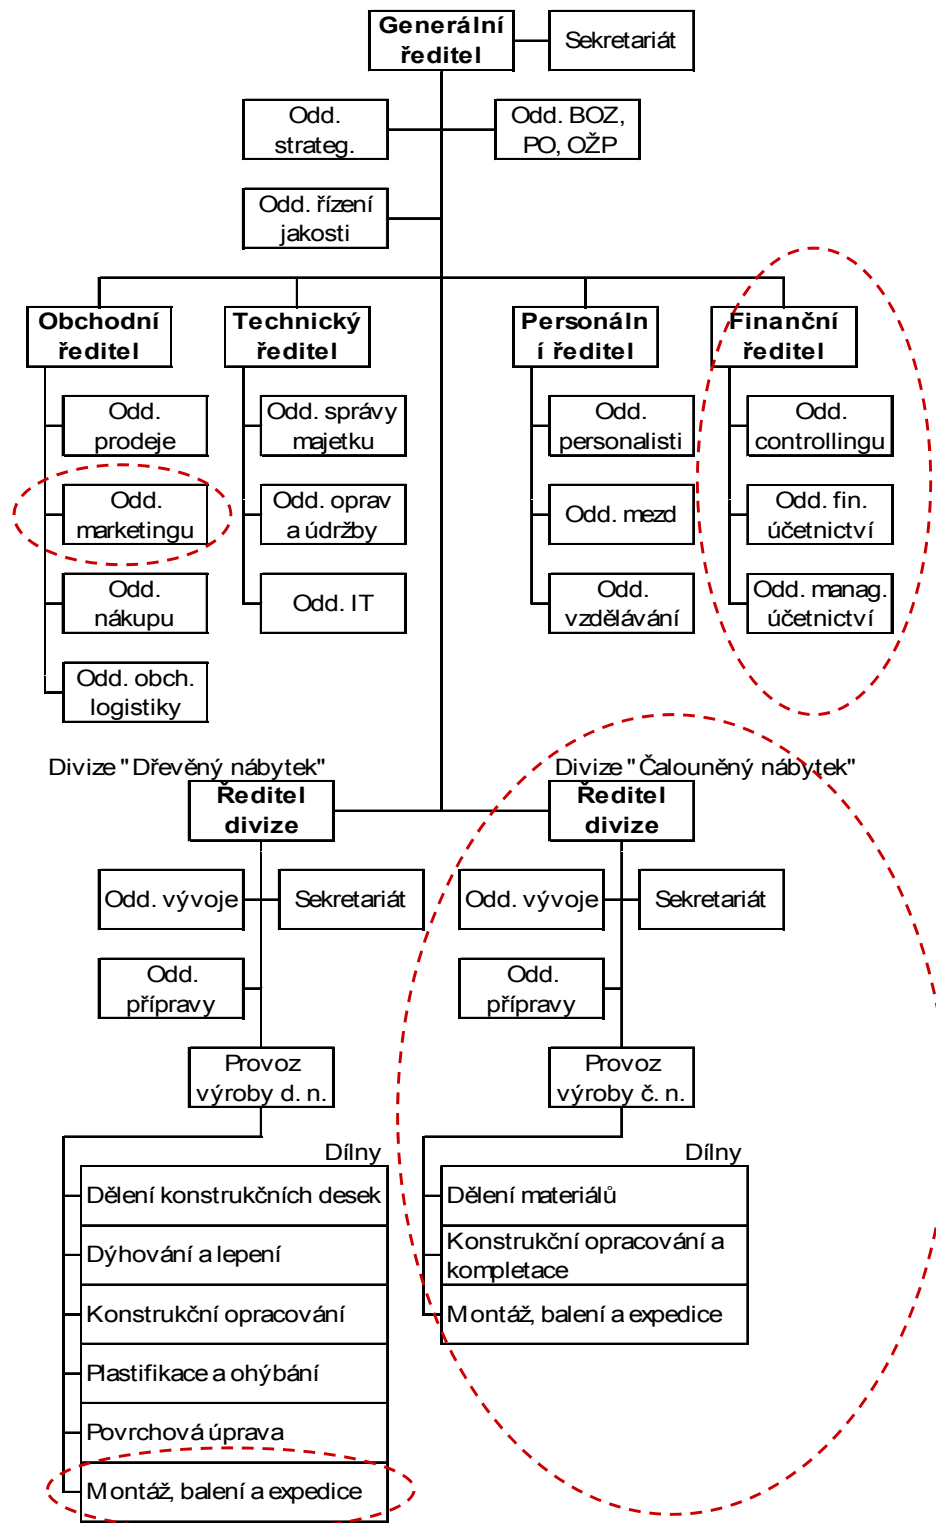 Generální
ředitel
Sekretariát
Odd.
strateg.
Odd. BOZ,
PO, OŽP
Odd. řízení
jakosti
Obchodní
ředitel
Technický
ředitel
Personáln
í ředitel
Finanční
ředitel
Odd.
prodeje
Odd. správy
majetku
Odd.
personalisti
Odd.
controllingu
Odd.
marketingu
Odd. oprav
a údržby
Odd. mezd
Odd. fin.
účetnictví
Odd.
nákupu
Odd. IT
Odd.
vzdělávání
Odd. manag.
účetnictví
Odd. obch.
logistiky
Divize "Dřevěný nábytek"
Ředitel
divize
Odd. vývoje
Sekretariát
Odd.
přípravy
Provoz
výroby d. n.
Dílny
Dělení konstrukčních desek
Dýhování a lepení
Konstrukční opracování
Plastifikace a ohýbání
Povrchová úprava
Montáž, balení a expedice
Divize "Čalouněný nábytek"
Ředitel
divize
Odd. vývoje
Sekretariát
Odd.
přípravy
Provoz
výroby č. n.
Dílny
Dělení materiálů
Konstrukční opracování a
kompletace
Montáž, balení a expedice